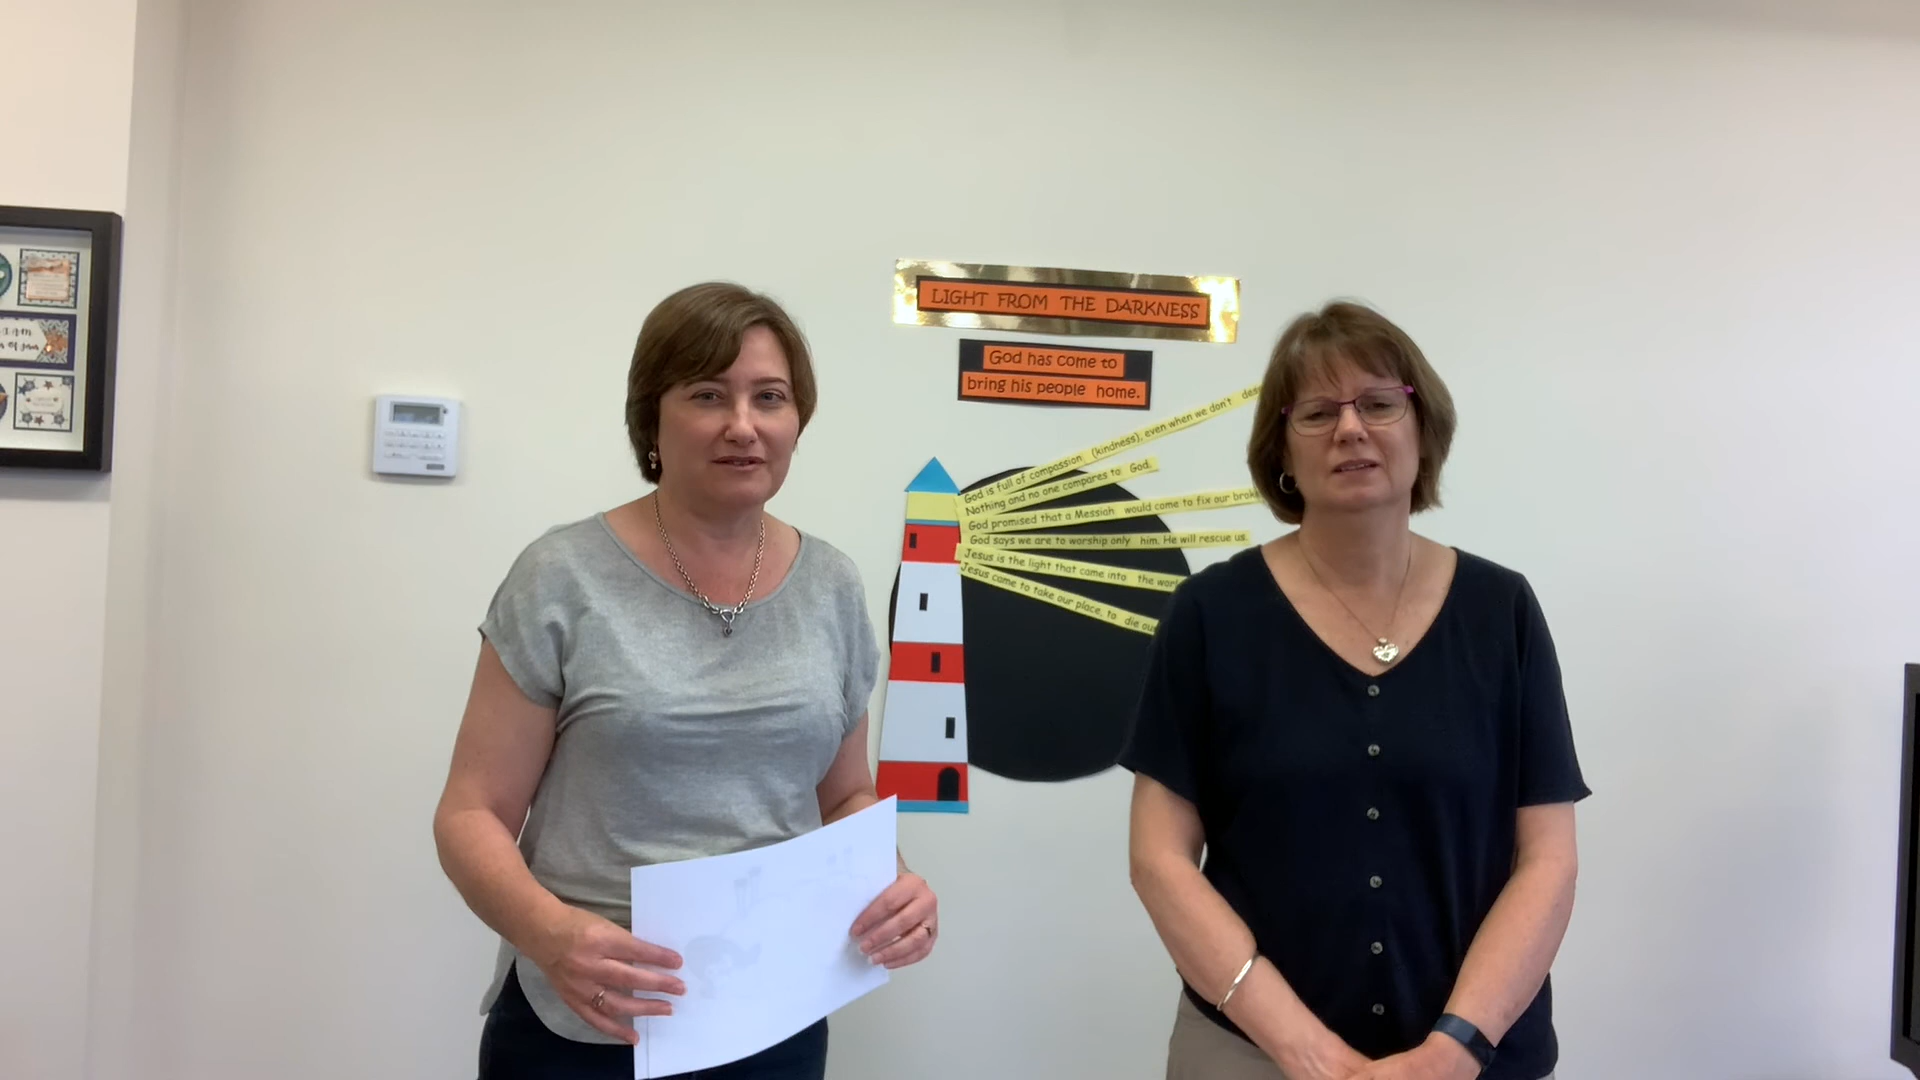 LIGHT FROM THE DARKNESS
God has come to
bring his people home.
God is full of compassion (kindness), even when we don't
Nothing and no one compares to God.
God promised that a Messiah would come to fix our
God says we are to worship only him. He will rescue us.
Jesus is the light that came into the
Jesus came to take our place, to die